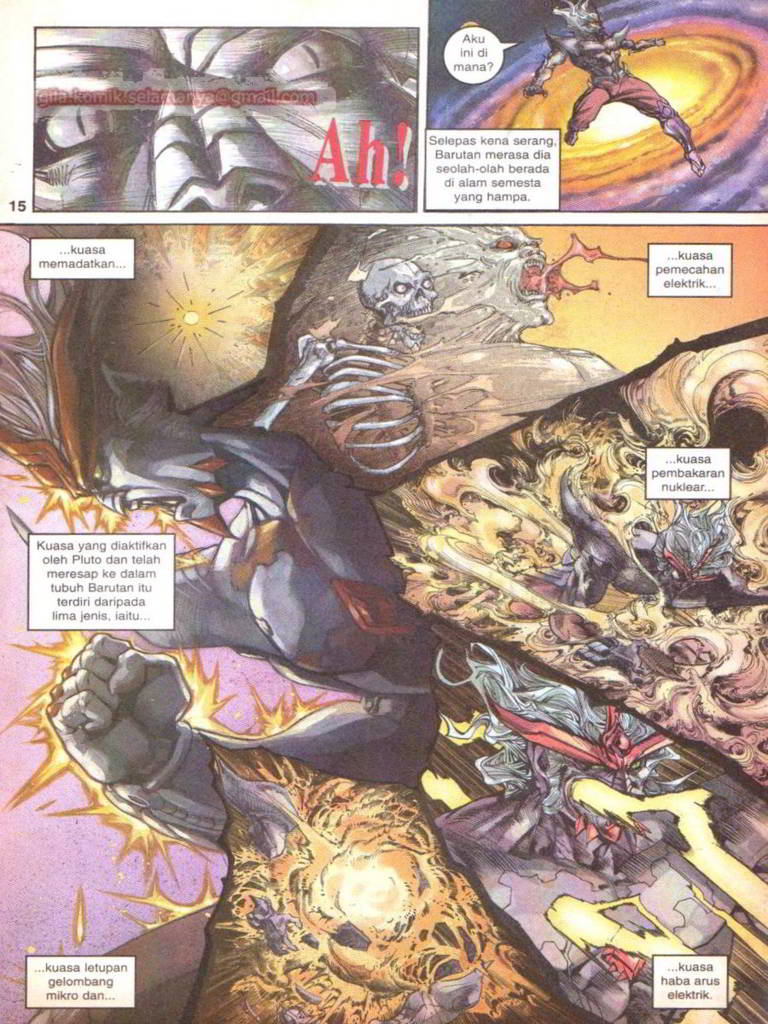 gila-komik.selamanya@gmail.com
Ah!
Aku
ini di
mana?
Selepas kena serang,
Barutan merasa dia
seolah-olah berada
di alam semesta
yang hampa.
15
...kuasa
memadatkan...
...kuasa
pemecahan
elektrik...
...kuasa
pembakaran
nuklear...
Kuasa yang diaktifkan
oleh Pluto dan telah
meresap ke dalam
tubuh Barutan itu
terdiri daripada
lima jenis, iaitu...
...kuasa letupan
gelombang
mikro dan...
...kuasa
haba arus
elektrik.